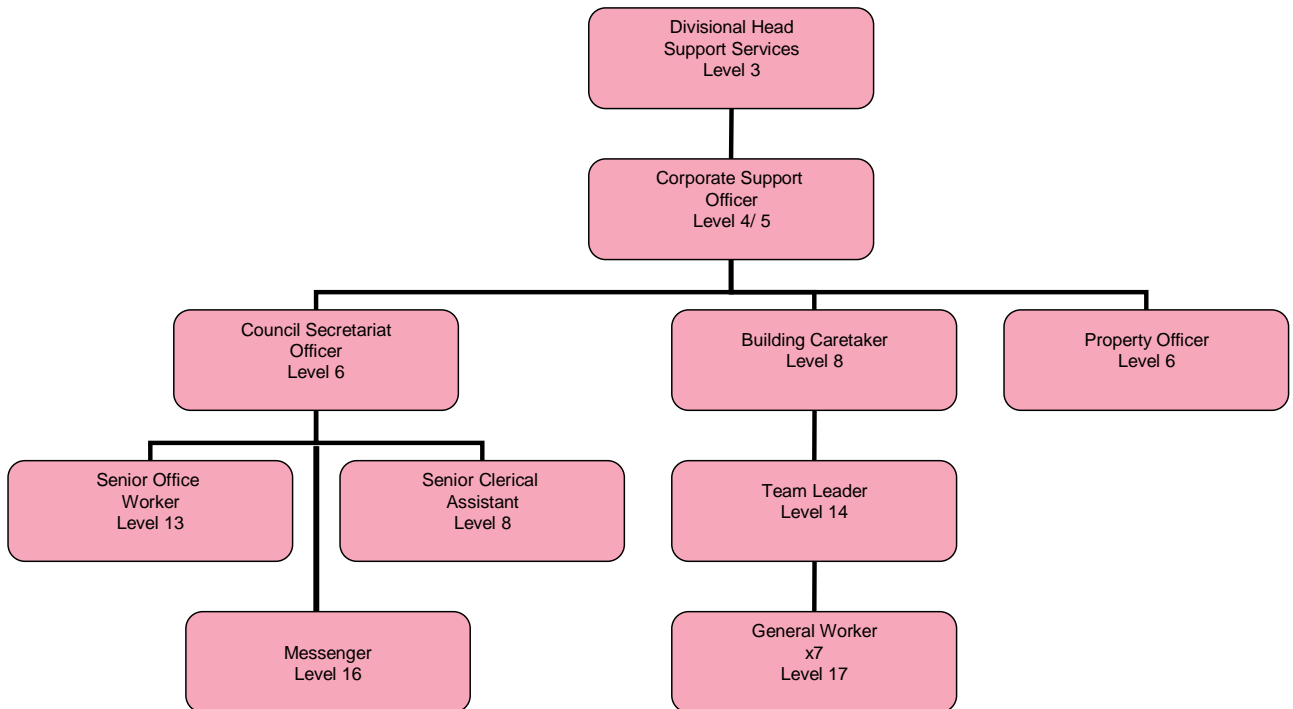 Divisional Head
Support Services
Level 3
Corporate Support
Officer
Level 4/ 5
Council Secretariat
Officer
Level 6
Building Caretaker
Level 8
Property Officer
Level 6
Senior Office
Worker
Level 13
Senior Clerical
Assistant
Level 8
Team Leader
Level 14
Messenger
Level 16
General Worker
x7
Level 17